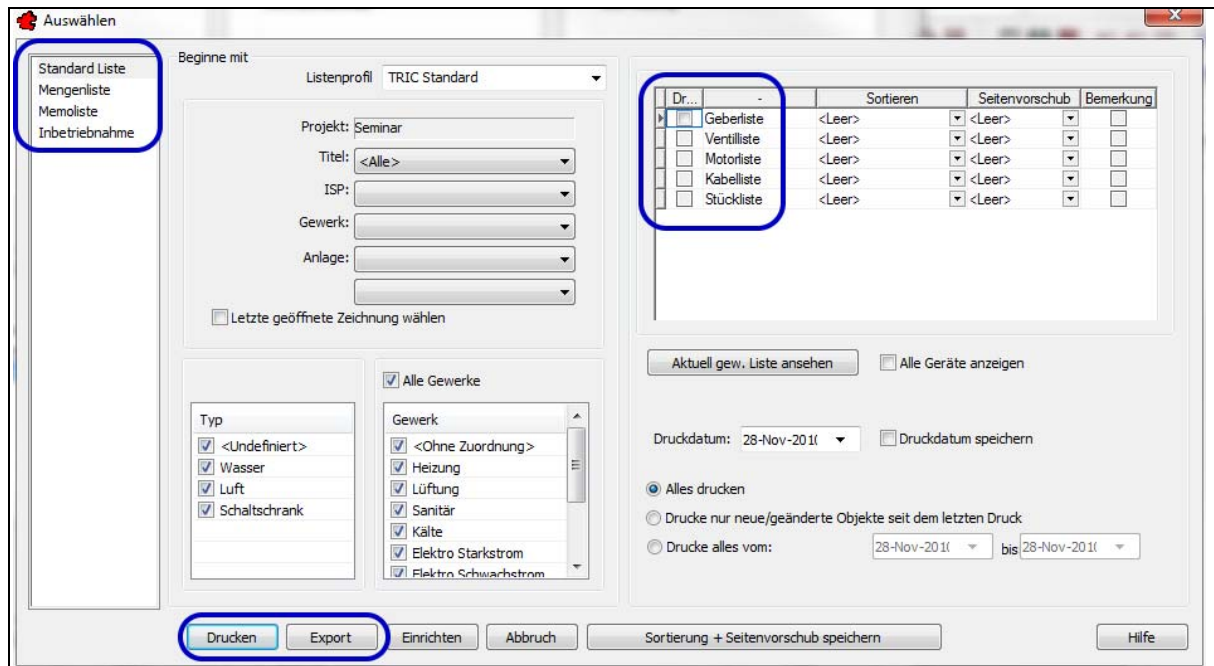 Auswählen
Standard Liste
Mengenliste
Memoliste
Inbetriebnahme
Beginne mit
Listenprofil TRIC Standard
Projekt: Seminar
Titel: <Alle>
ISP:
Gewerk:
Anlage:
Letzte geöffnete Zeichnung wählen
Typ
<Undefiniert>
Wasser
Luft
Schaltschrank
Alle Gewerke
Gewerk
<Ohne Zuordnung>
Heizung
Lüftung
Sanitär
Kälte
Elektro Starkstrom
Elektro Schwachstrom
Dr... - Sortieren Seitenvorschub Bemerkung
Geberliste <Leer> <Leer>
Ventilliste <Leer> <Leer>
Motorliste <Leer> <Leer>
Kabelliste <Leer> <Leer>
Stückliste <Leer> <Leer>
Aktuell gew. Liste ansehen Alle Geräte anzeigen
Druckdatum: 28-Nov-201 Druckdatum speichern
Alles drucken
Drucke nur neue/geänderte Objekte seit dem letzten Druck
Drucke alles vom: 28-Nov-201 bis 28-Nov-201
Drucken Export Einrichten Abbruch Sortierung + Seitenvorschub speichern Hilfe